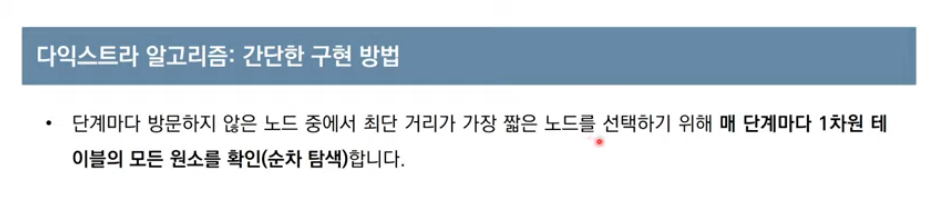 다익스트라 알고리즘: 간단한 구현 방법
• 단계마다 방문하지 않은 노드 중에서 최단 거리가 가장 짧은 노드를 선택하기 위해 매 단계마다 1차원 테
이블의 모든 원소를 확인(순차 탐색)합니다.